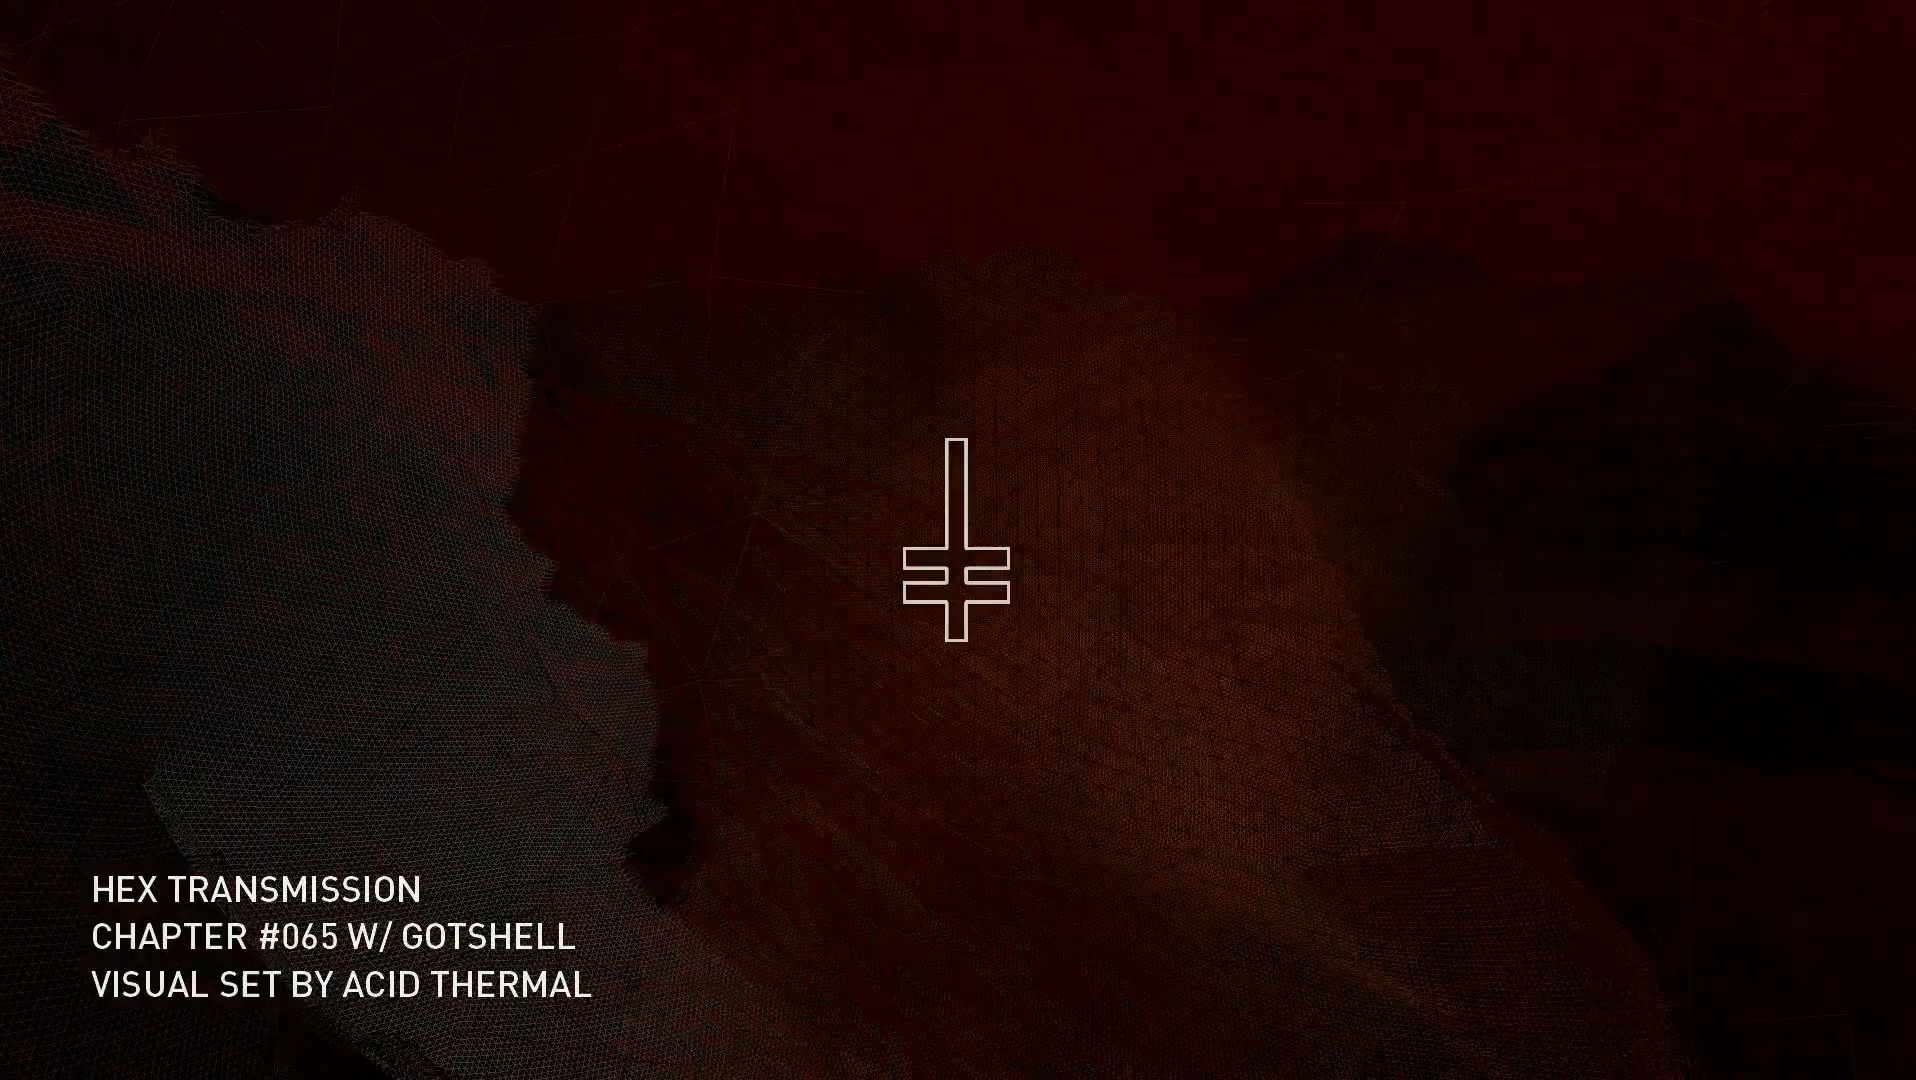 HEX TRANSMISSION
CHAPTER #065 W/ GOTSHELL
VISUAL SET BY ACID THERMAL